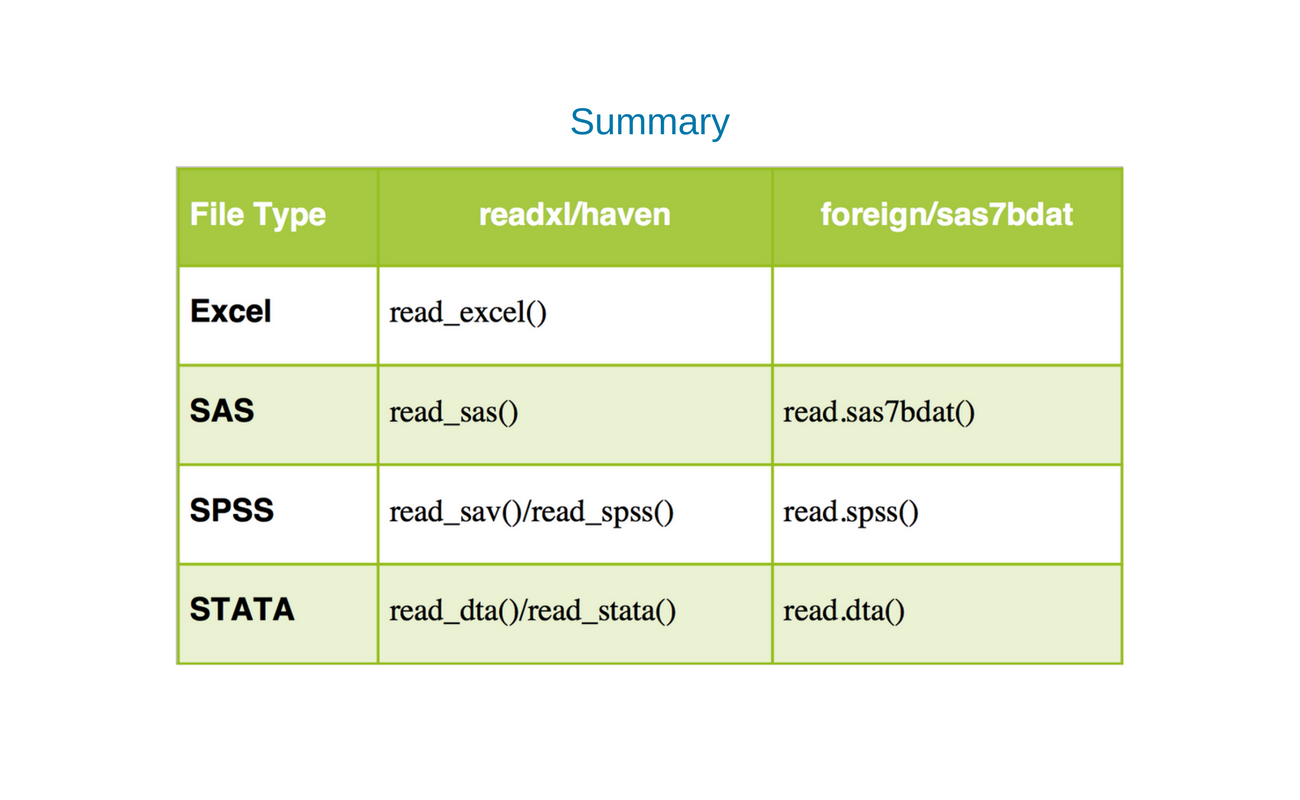 Summary
File Type readxl/haven foreign/sas7bdat
Excel read_excel()
SAS read_sas() read.sas7bdat()
SPSS read_sav()/read_spss() read.spss()
STATA read_dta()/read_stata() read.dta()